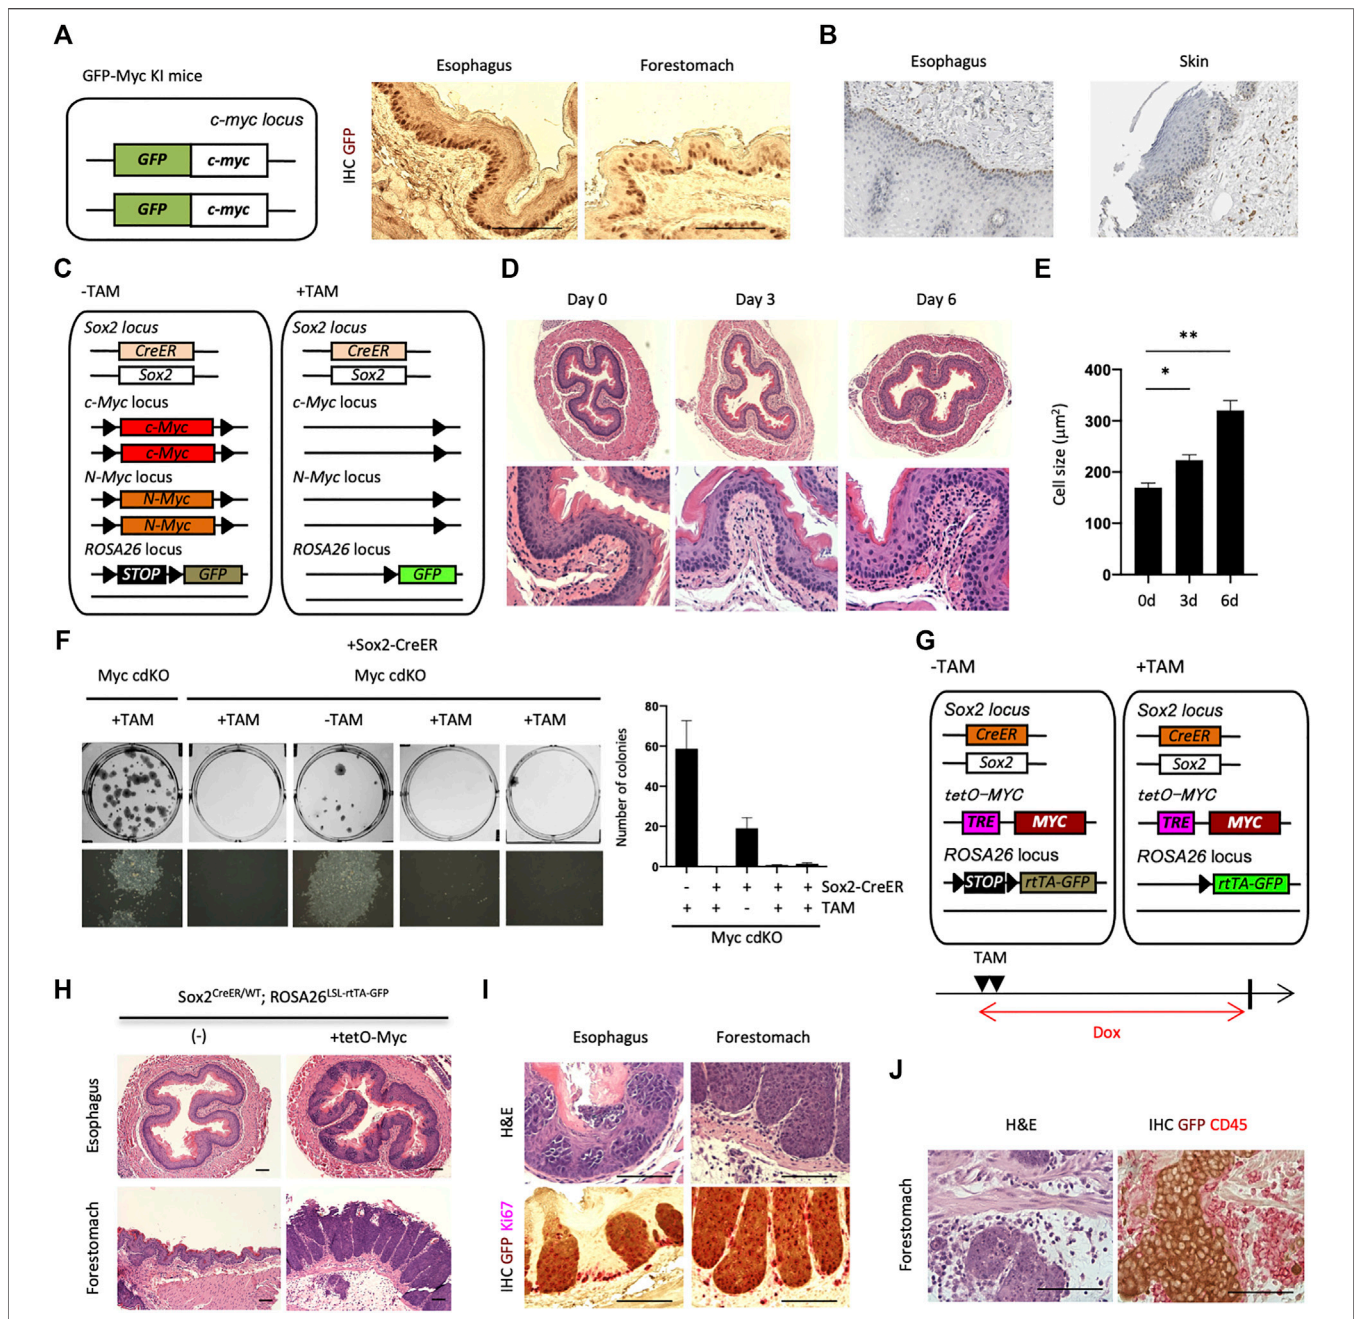 A
GFP-Myc KI mice
c-myc locus
GFP c-myc
GFP c-myc
IHC GFP
Esophagus
Forestomach
B
Esophagus
Skin
C
-TAM
+TAM
Sox2 locus
CreER
Sox2
c-Myc locus
c-Myc
c-Myc
N-Myc locus
N-Myc
N-Myc
ROSA26 locus
STOP GFP
Sox2 locus
CreER
Sox2
c-Myc locus
N-Myc locus
ROSA26 locus
GFP
D
Day 0
Day 3
Day 6
E
**
*
Cell size (μm²)
400
300
200
100
0
0d 3d 6d
F
+Sox2-CreER
Myc cdKO
Myc cdKO
+TAM
+TAM
-TAM
+TAM
+TAM
Number of colonies
80
60
40
20
0
- + + + + Sox2-CreER
+ + - + + TAM
Myc cdKO
G
-TAM
+TAM
Sox2 locus
CreER
Sox2
tetO-MYC
TRE MYC
ROSA26 locus
STOP rtTA-GFP
Sox2 locus
CreER
Sox2
tetO-MYC
TRE MYC
ROSA26 locus
rtTA-GFP
TAM
Dox
H
Sox2CreER/WT; ROSA26LSL-rtTA-GFP
(-)
+tetO-Myc
Esophagus
Forestomach
I
Esophagus
Forestomach
H&E
IHC GFP Ki67
J
H&E
IHC GFP CD45
Forestomach